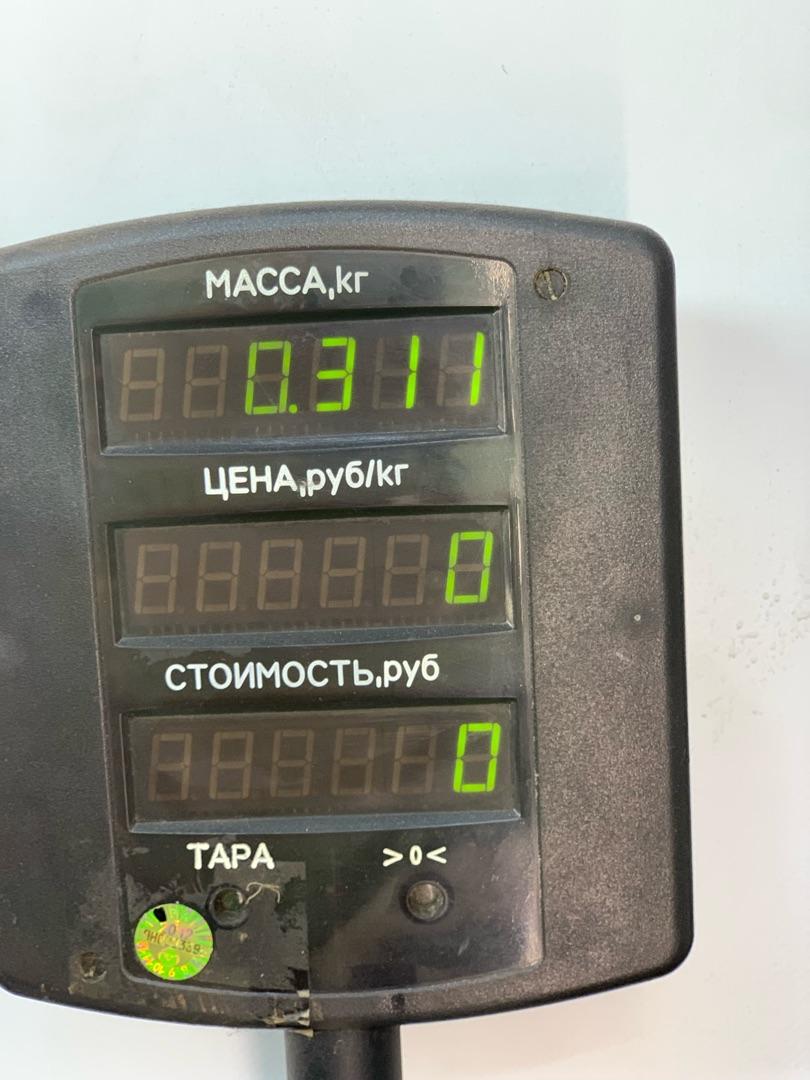 МАССА,кг
0.311
ЦЕНА,руб/кг
0
СТОИМОСТЬ,руб
0
ТАРА >0<